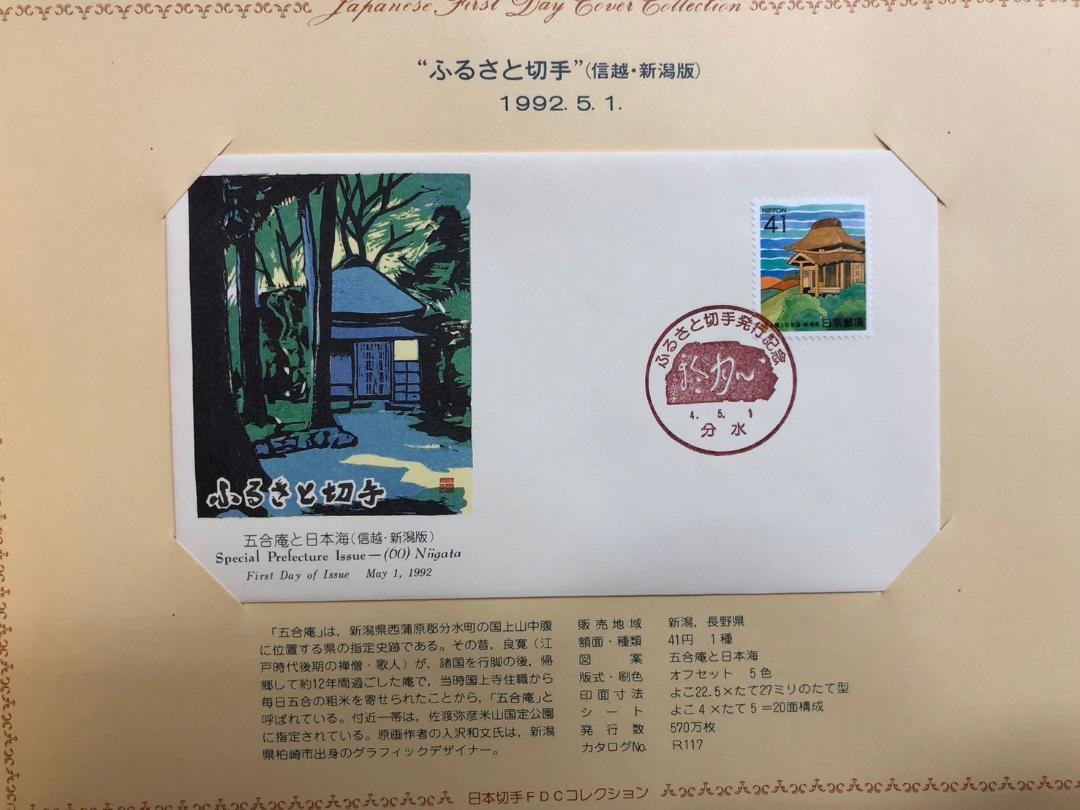 Japanese First Day Cover Collection
“ふるさと切手”(信越・新潟版)
1992. 5. 1.
NIPPON
41
日本郵便
ふるさと切手発行記念
4. 5. 1
分水
ふるさと切手
五合庵と日本海(信越・新潟版)
Special Prefecture Issue—(60) Niigata
First Day of Issue May 1, 1992
「五合庵」は，新潟県西蒲原郡分水町の国上山中腹
に位置する県の指定史跡である。その昔，良寛（江
戸時代後期の禅僧・歌人）が，諸国を行脚の後，帰
郷して約12年間過ごした庵で，当時国上寺住職から
毎日五合の粗米を寄せられたことから，「五合庵」と
呼ばれている。付近一帯は，佐渡弥彦米山国定公園
に指定されている。原画作者の入沢和文氏は，新潟
県柏崎市出身のグラフィックデザイナー。
販売地域 新潟，長野県
額面・種類 41円 1種
図案 五合庵と日本海
版式・刷色 オフセット 5色
印面寸法 よこ22.5×たて27ミリのたて型
シート よこ4×たて5＝20面構成
発行数 570万枚
カタログNo. R117
日本切手FDCコレクション